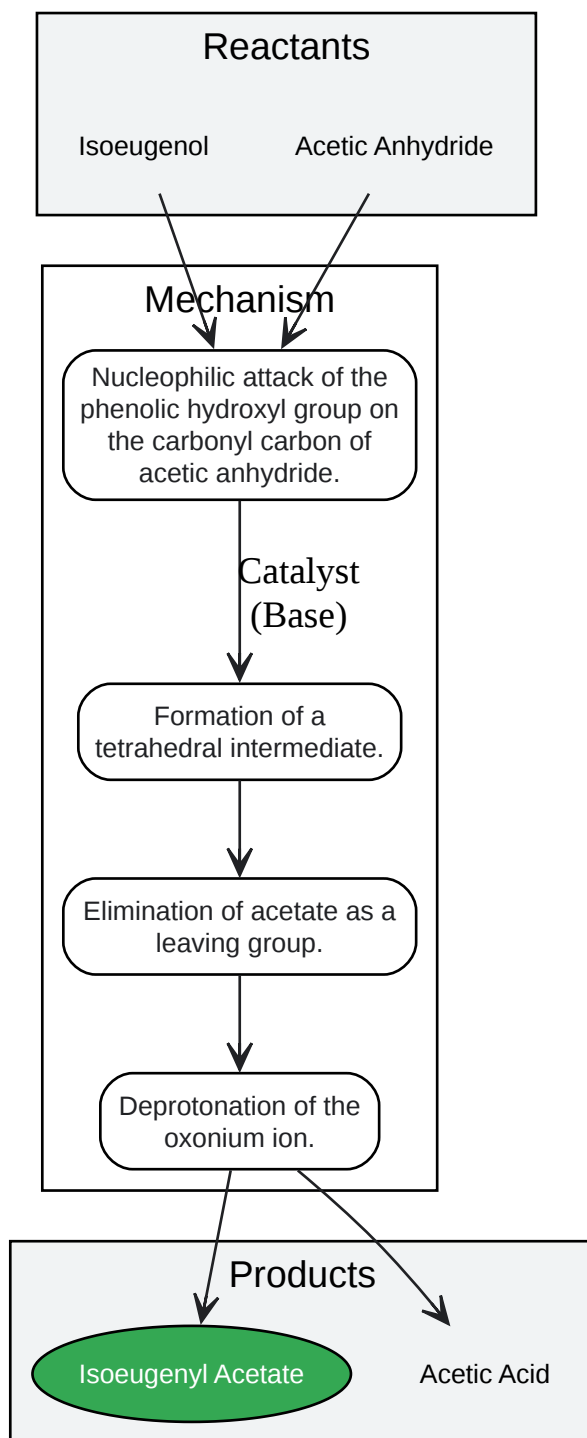 Reactants
Isoeugenol
Acetic Anhydride
Mechanism
Nucleophilic attack of the
phenolic hydroxyl group on
the carbonyl carbon of
acetic anhydride.
Catalyst
(Base)
Formation of a
tetrahedral intermediate.
Elimination of acetate as a
leaving group.
Deprotonation of the
oxonium ion.
Products
Isoeugenyl Acetate
Acetic Acid